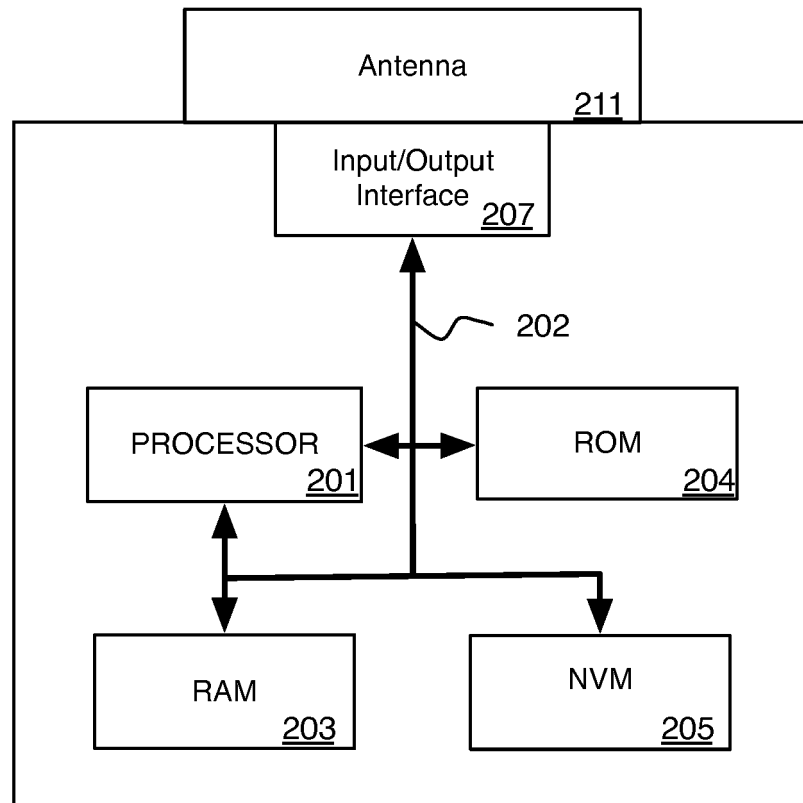 Antenna
211
Input/Output
Interface
207
202
PROCESSOR
201
ROM
204
RAM
203
NVM
205